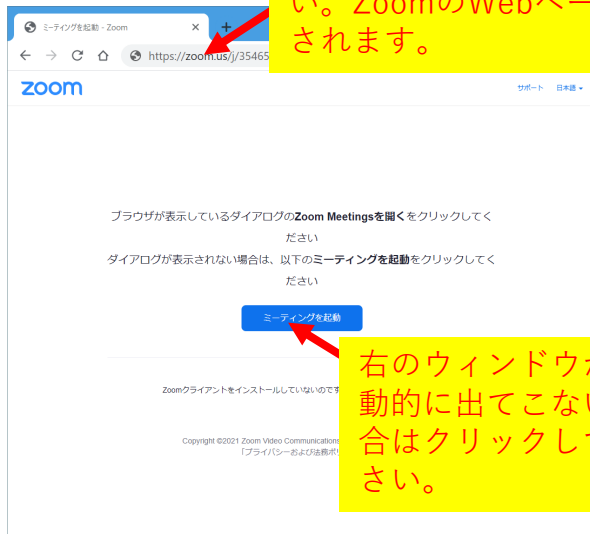 い。ZoomのWebペー
されます。
ミーティングを起動 - Zoom
https://zoom.us/j/35465
zoom
サポート 日本語
ブラウザが表示しているダイアログのZoom Meetingsを開くをクリックしてく
ださい
ダイアログが表示されない場合は、以下のミーティングを起動をクリックしてく
ださい
ミーティングを起動
右のウィンドウが
動的に出てこない
合はクリックして
さい。
Zoomクライアントをインストールしていないのです
Copyright ©2021 Zoom Video Communications
「プライバシーおよび法務ポリ